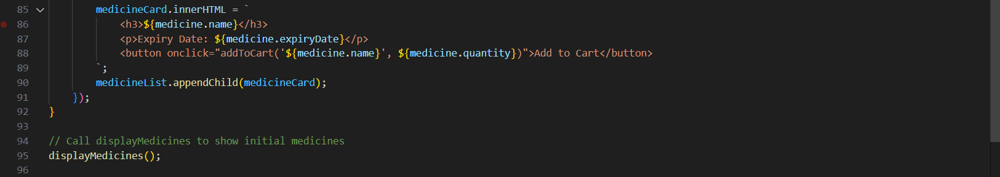 85 medicineCard.innerHTML = `
86 <h3>${medicine.name}</h3>
87 <p>Expiry Date: ${medicine.expiryDate}</p>
88 <button onclick="addToCart('${medicine.name}', ${medicine.quantity})">Add to Cart</button>
89 `;
90 medicineList.appendChild(medicineCard);
91 });
92 }
93
94 // Call displayMedicines to show initial medicines
95 displayMedicines();
96